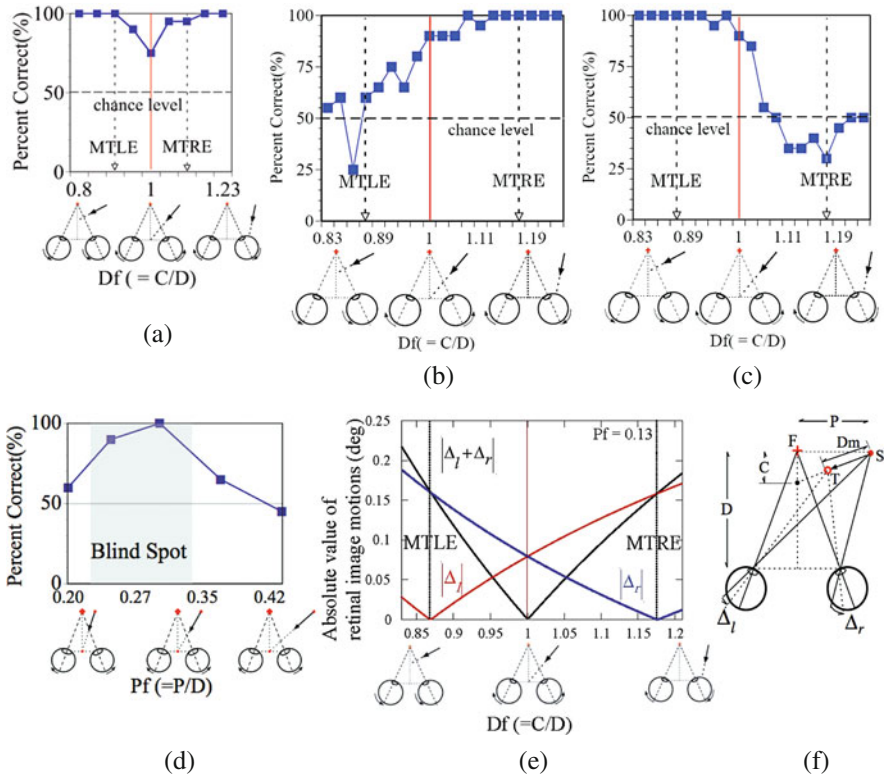 (a)
Percent Correct(%)
100
50
0
chance level
MTLE
MTRE
0.8
1
1.23
Df ( = C/D)
(a)
(b)
Percent Correct(%)
100
75
50
25
0
chance level
MTLE
MTRE
0.83
0.89
1
1.11
1.19
Df( = C/D)
(b)
(c)
Percent Correct(%)
100
75
50
25
0
chance level
MTLE
MTRE
0.83
0.89
1
1.11
1.19
Df( = C/D)
(c)
Percent Correct(%)
100
50
0
Blind Spot
0.20
0.27
0.35
0.42
Pf (=P/D)
(d)
Absolute value of
retinal image motions (deg)
0.25
0.2
0.15
0.1
0.05
0
Pf = 0.13
|Δl + Δr|
MTLE
MTRE
|Δl|
|Δr|
0.9
0.95
1
1.05
1.1
1.2
Df (=C/D)
(e)
P
F
Dm
S
C
T
D
Δl
Δr
(f)